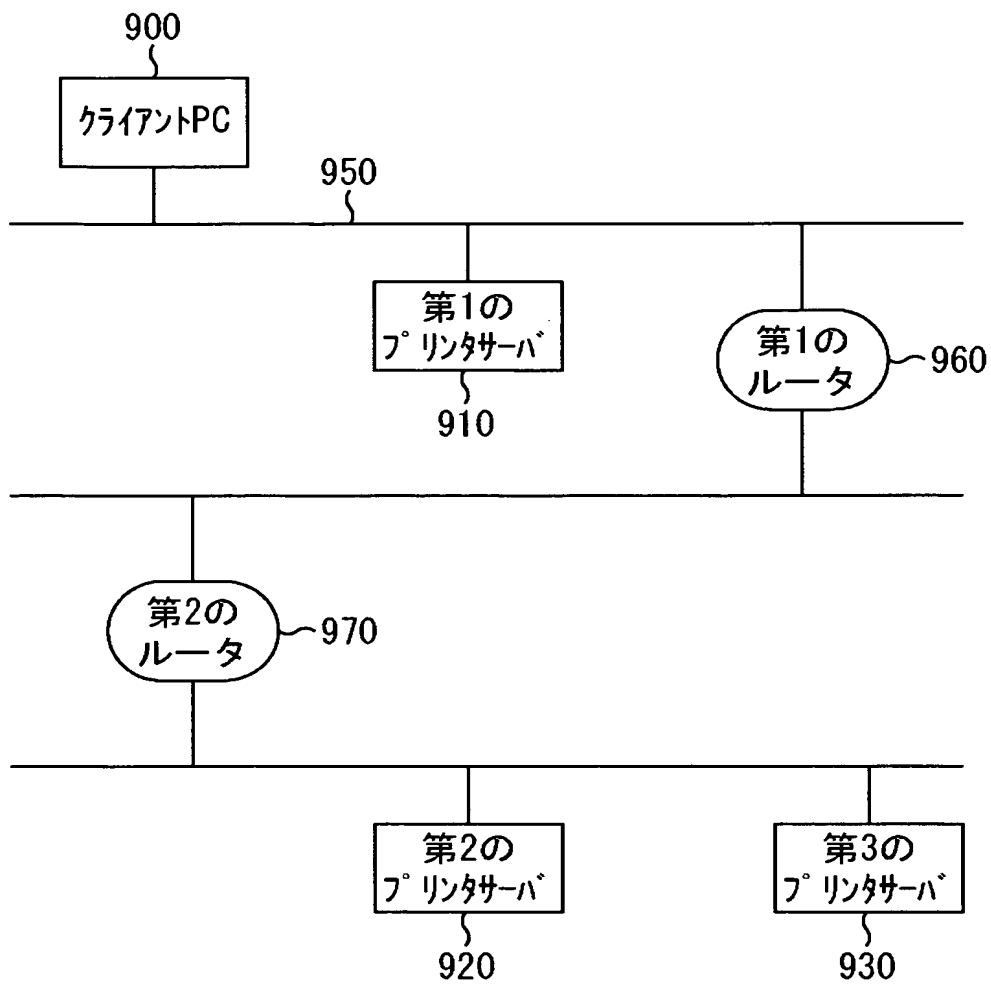 900
ｸﾗｲｱﾝﾄPC
950
第1の
ﾌﾟﾘﾝﾀｻｰﾊﾞ
910
第1の
ルータ
960
第2の
ルータ
970
第2の
ﾌﾟﾘﾝﾀｻｰﾊﾞ
920
第3の
ﾌﾟﾘﾝﾀｻｰﾊﾞ
930